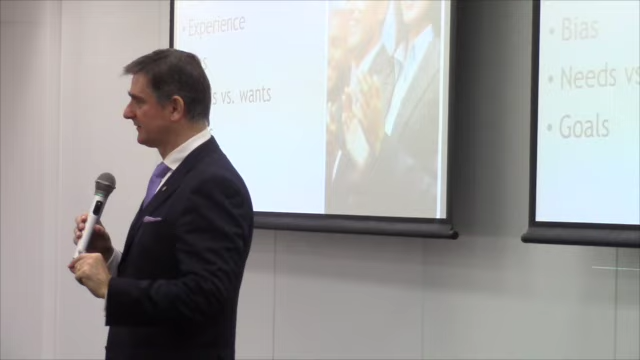 • Experience
s
s vs. wants
• Bias
• Needs vs
• Goals